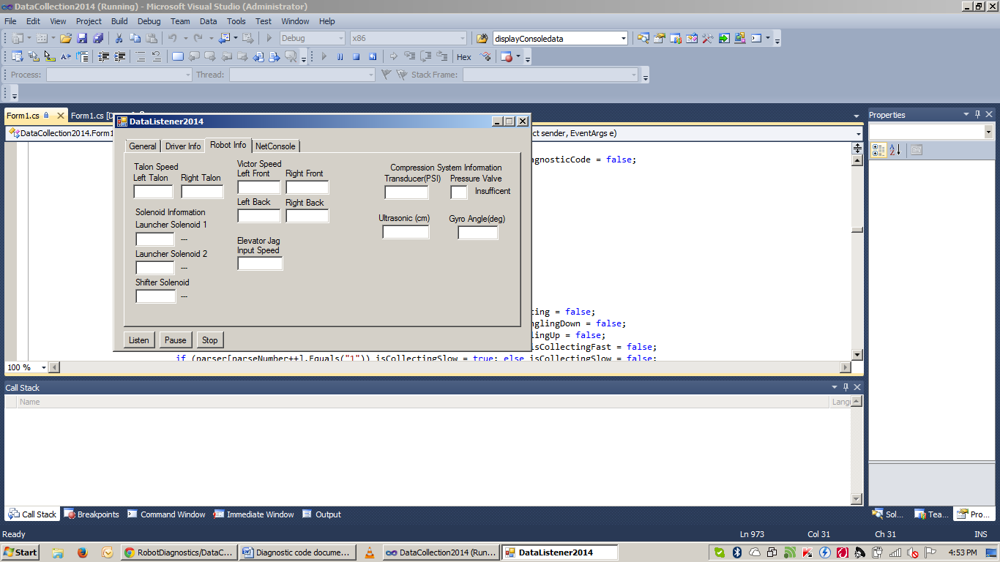 DataCollection2014 (Running) - Microsoft Visual Studio (Administrator)
File Edit View Project Build Debug Team Data Tools Test Window Help
Debug x86 displayConsoledata
Hex
Process: Thread: Stack Frame:
Form1.cs Form1.cs [D
DataCollection2014.Form1 ct sender, EventArgs e)
DataListener2014
General Driver Info Robot Info NetConsole
Talon Speed
Left Talon Right Talon
Solenoid Information
Launcher Solenoid 1
---
Launcher Solenoid 2
---
Shifter Solenoid
---
Victor Speed
Left Front Right Front
Left Back Right Back
Elevator Jag
Input Speed
Compression System Information
Transducer(PSI) Pressure Valve
Insufficent
Ultrasonic (cm) Gyro Angle(deg)
Listen Pause Stop
agnosticCode = false;
ting = false;
nglingDown = false;
lingUp = false;
isCollectingFast = false;
if (parser[parseNumber++].Equals("1")) isCollectingSlow = true; else isCollectingSlow = false;
100 %
Properties
Call Stack
Name Langu
Call Stack Breakpoints Command Window Immediate Window Output
Sol... Tea... Pro...
Ready Ln 973 Col 31 Ch 31 INS
Start RobotDiagnostics/DataC... Diagnostic code docume... DataCollection2014 (Run... DataListener2014 4:53 PM